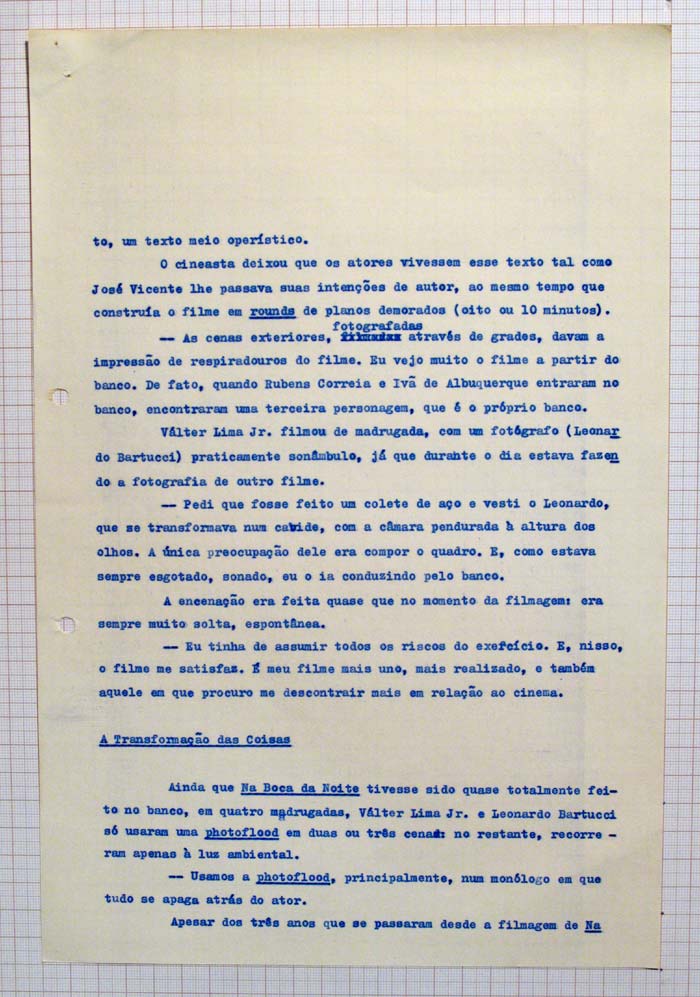 to, um texto meio operístico.
O cineasta deixou que os atores vivessem esse texto tal como
José Vicente lhe passava suas intenções de autor, ao mesmo tempo que
construía o filme em rounds de planos demorados (oito ou 10 minutos).
fotografadas
— As cenas exteriores, filmadas através de grades, davam a
impressão de respiradouros do filme. Eu vejo muito o filme a partir do
banco. De fato, quando Rubens Correia e Ivã de Albuquerque entraram no
banco, encontraram uma terceira personagem, que é o próprio banco.
Válter Lima Jr. filmou de madrugada, com um fotógrafo (Leonar
do Bartucci) praticamente sonâmbulo, já que durante o dia estava fazen
do a fotografia de outro filme.
— Pedi que fosse feito um colete de aço e vesti o Leonardo,
que se transformava num cabide, com a câmara pendurada à altura dos
olhos. A única preocupação dele era compor o quadro. E, como estava
sempre esgotado, sonado, eu o ia conduzindo pelo banco.
A encenação era feita quase que no momento da filmagem: era
sempre muito solta, espontânea.
— Eu tinha de assumir todos os riscos do exercício. E, nisso,
o filme me satisfaz. É meu filme mais uno, mais realizado, e também
aquele em que procuro me descontrair mais em relação ao cinema.
A Transformação das Coisas
Ainda que Na Boca da Noite tivesse sido quase totalmente fei-
to no banco, em quatro madrugadas, Válter Lima Jr. e Leonardo Bartucci
só usaram uma photoflood em duas ou três cenas: no restante, recorre -
ram apenas à luz ambiental.
— Usamos a photoflood, principalmente, num monólogo em que
tudo se apaga atrás do ator.
Apesar dos três anos que se passaram desde a filmagem de Na